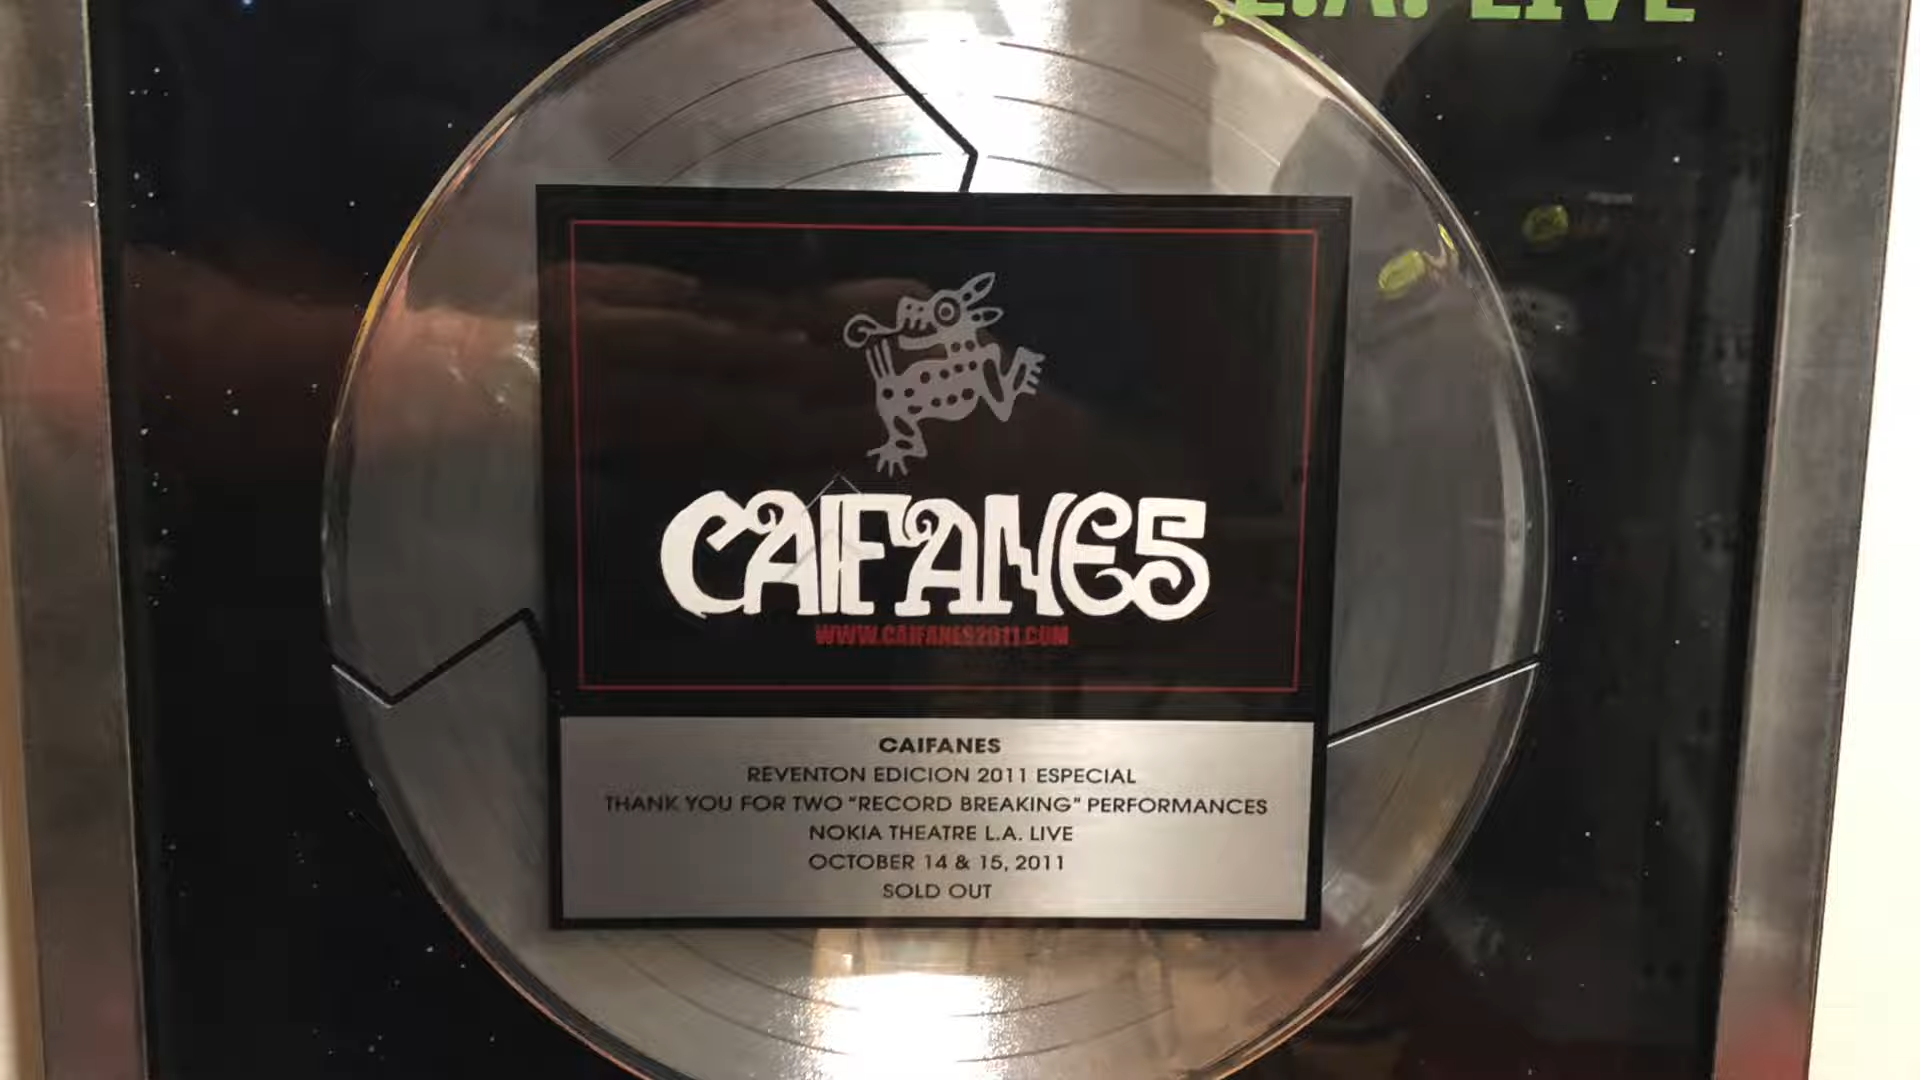 L.A. LIVE
CAIFANES
WWW.CAIFANES2011.COM
CAIFANES
REVENTON EDICION 2011 ESPECIAL
THANK YOU FOR TWO "RECORD BREAKING" PERFORMANCES
NOKIA THEATRE L.A. LIVE
OCTOBER 14 & 15, 2011
SOLD OUT